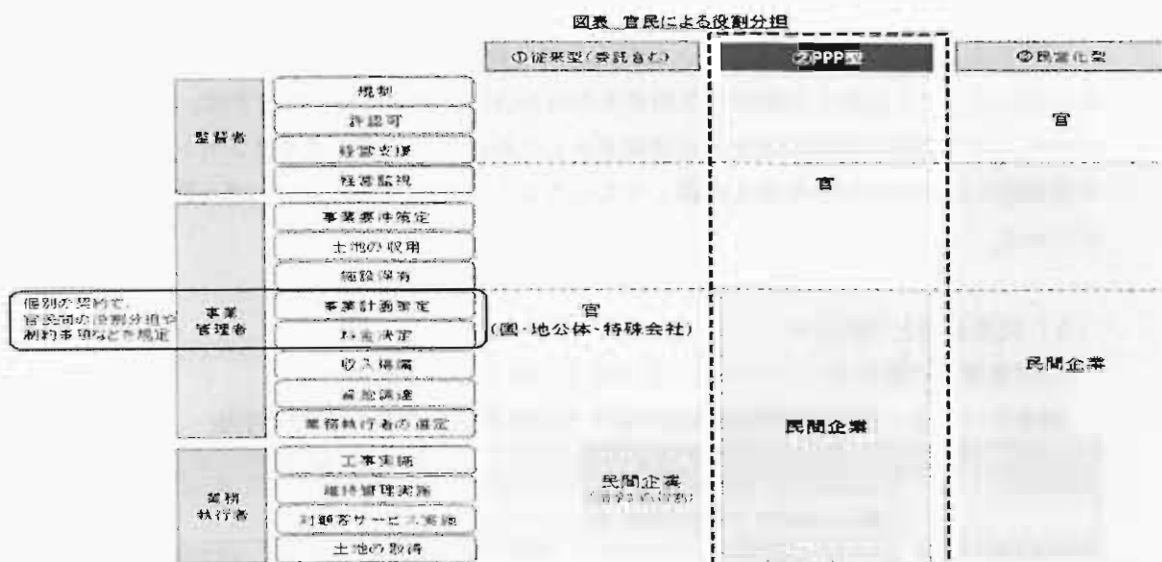 図表 官民による役割分担
①従来型(委託含む)
②PPP型
民営化型
監督者
規制
許認可
経営支援
経営監視
官
官
事業
管理者
事業要件策定
土地の収用
施設保有
事業計画策定
料金決定
収入帰属
資金調達
業務執行者の選定
個別の契約で、
官民間の役割分担や
制約事項などを規定
官
(国・地公体・特殊会社)
民間企業
民間企業
業務
執行者
工事実施
維持管理実施
対顧客サービス実施
土地の取得
民間企業